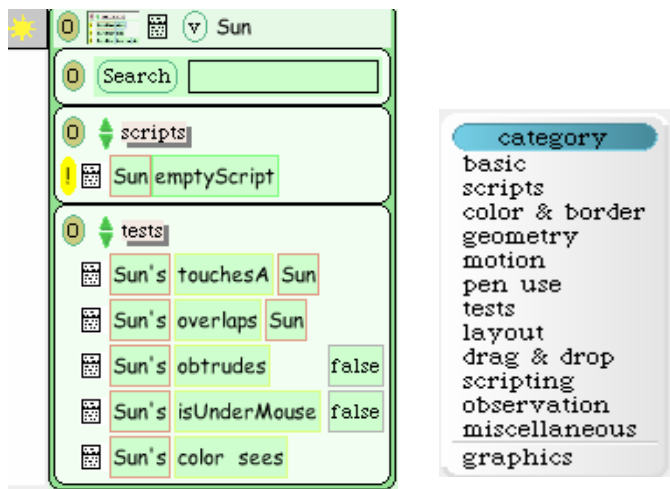 Sun
Search
scripts
! Sun emptyScript
tests
Sun's touchesA Sun
Sun's overlaps Sun
Sun's obtrudes false
Sun's isUnderMouse false
Sun's color sees
category
basic
scripts
color & border
geometry
motion
pen use
tests
layout
drag & drop
scripting
observation
miscellaneous
graphics